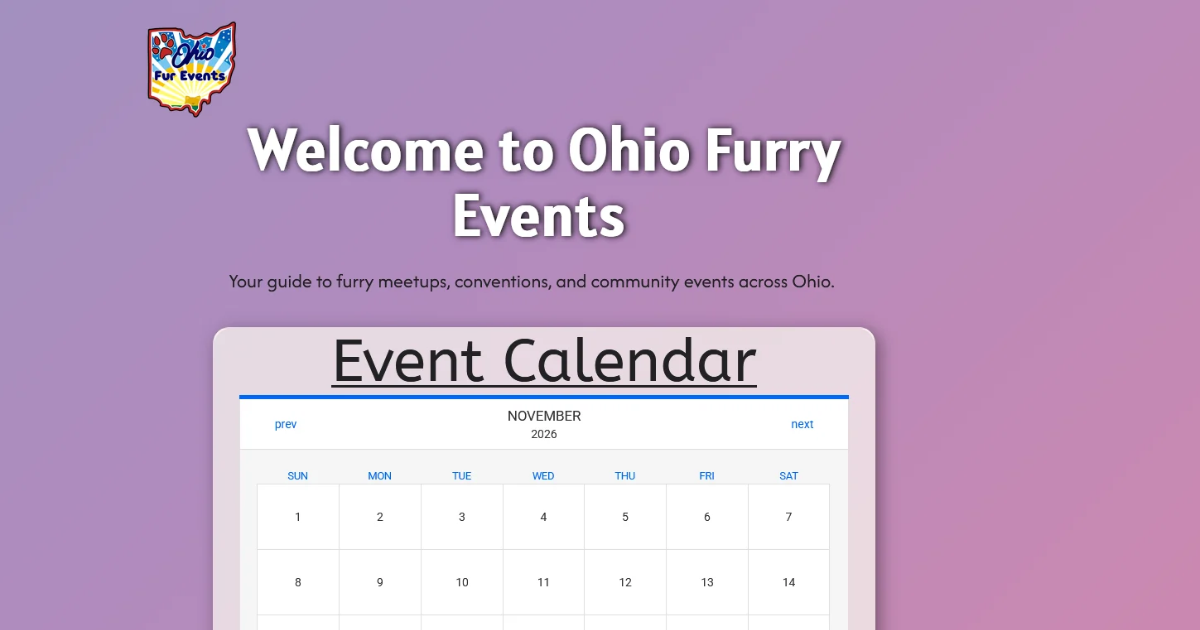 Ohio
Fur Events
Welcome to Ohio Furry
Events
Your guide to furry meetups, conventions, and community events across Ohio.
Event Calendar
prev
NOVEMBER
next
2026
SUN MON TUE WED THU FRI SAT
1 2 3 4 5 6 7
8 9 10 11 12 13 14